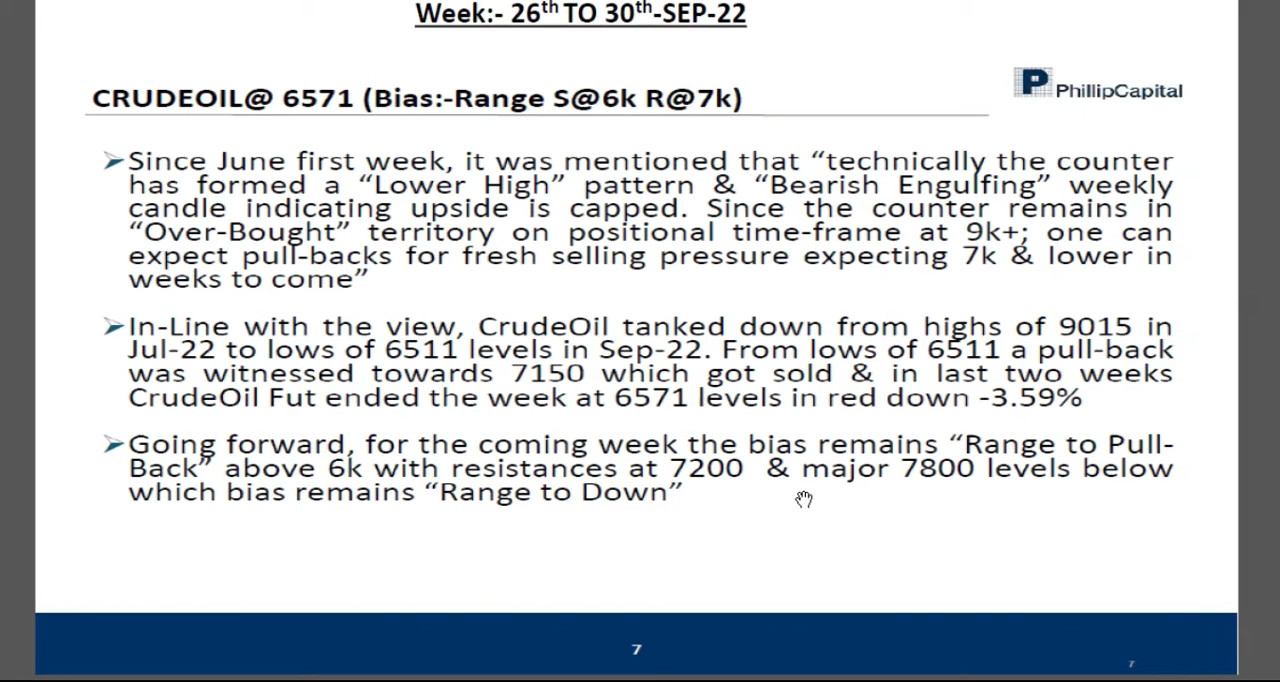 Week:- 26th TO 30th-SEP-22
CRUDEOIL@ 6571 (Bias:-Range S@6k R@7k)
P PhillipCapital
➢Since June first week, it was mentioned that “technically the counter
has formed a “Lower High” pattern & “Bearish Engulfing” weekly
candle indicating upside is capped. Since the counter remains in
“Over-Bought” territory on positional time-frame at 9k+; one can
expect pull-backs for fresh selling pressure expecting 7k & lower in
weeks to come”
➢In-Line with the view, CrudeOil tanked down from highs of 9015 in
Jul-22 to lows of 6511 levels in Sep-22. From lows of 6511 a pull-back
was witnessed towards 7150 which got sold & in last two weeks
CrudeOil Fut ended the week at 6571 levels in red down -3.59%
➢Going forward, for the coming week the bias remains “Range to Pull-
Back” above 6k with resistances at 7200 & major 7800 levels below
which bias remains “Range to Down”
7
7